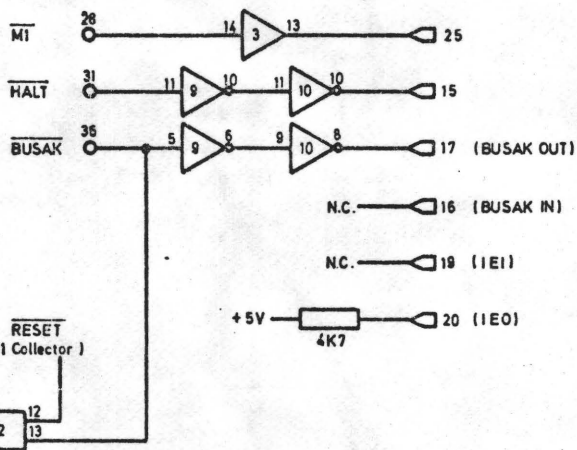 M1 28 14 3 13 25
HALT 31 11 9 10 11 10 10 15
BUSAK 36 5 9 6 9 10 8 17 (BUSAK OUT)
N.C. 16 (BUSAK IN)
N.C. 19 (IEI)
+5V 4K7 20 (IEO)
RESET
1 Collector)
12
2 13